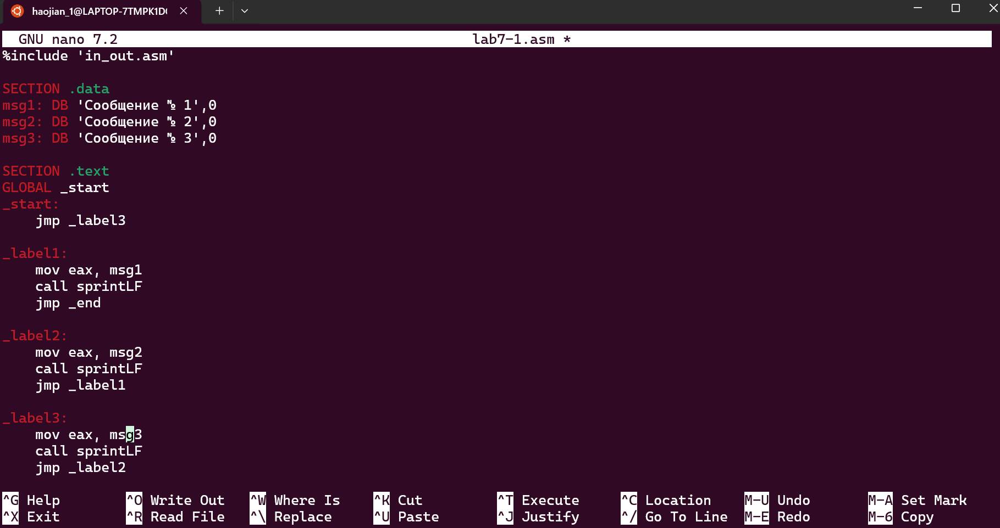 haojian_1@LAPTOP-7TMPK1D
GNU nano 7.2 lab7-1.asm *
%include 'in_out.asm'
SECTION .data
msg1: DB 'Сообщение № 1',0
msg2: DB 'Сообщение № 2',0
msg3: DB 'Сообщение № 3',0
SECTION .text
GLOBAL _start
_start:
jmp _label3
_label1:
mov eax, msg1
call sprintLF
jmp _end
_label2:
mov eax, msg2
call sprintLF
jmp _label1
_label3:
mov eax, msg3
call sprintLF
jmp _label2
^G Help ^O Write Out ^W Where Is ^K Cut ^T Execute ^C Location M-U Undo M-A Set Mark
^X Exit ^R Read File ^\ Replace ^U Paste ^J Justify ^/ Go To Line M-E Redo M-6 Copy